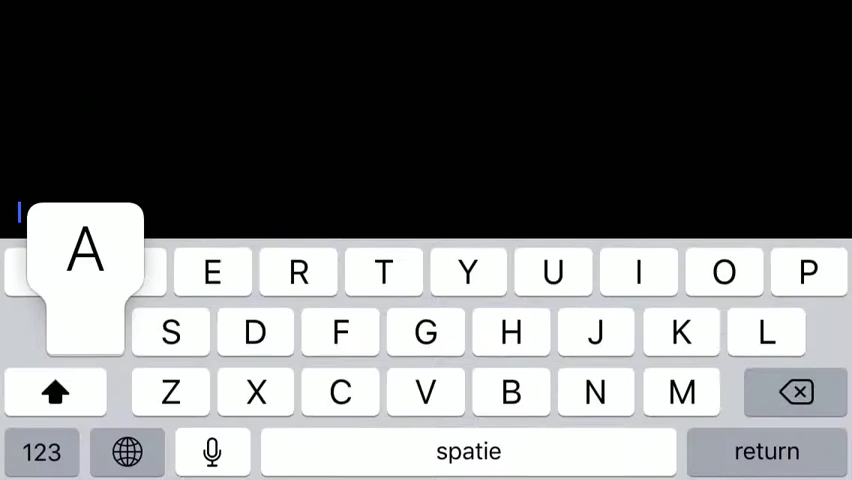 A
E R T Y U I O P
S D F G H J K L
Z X C V B N M
123 spatie return